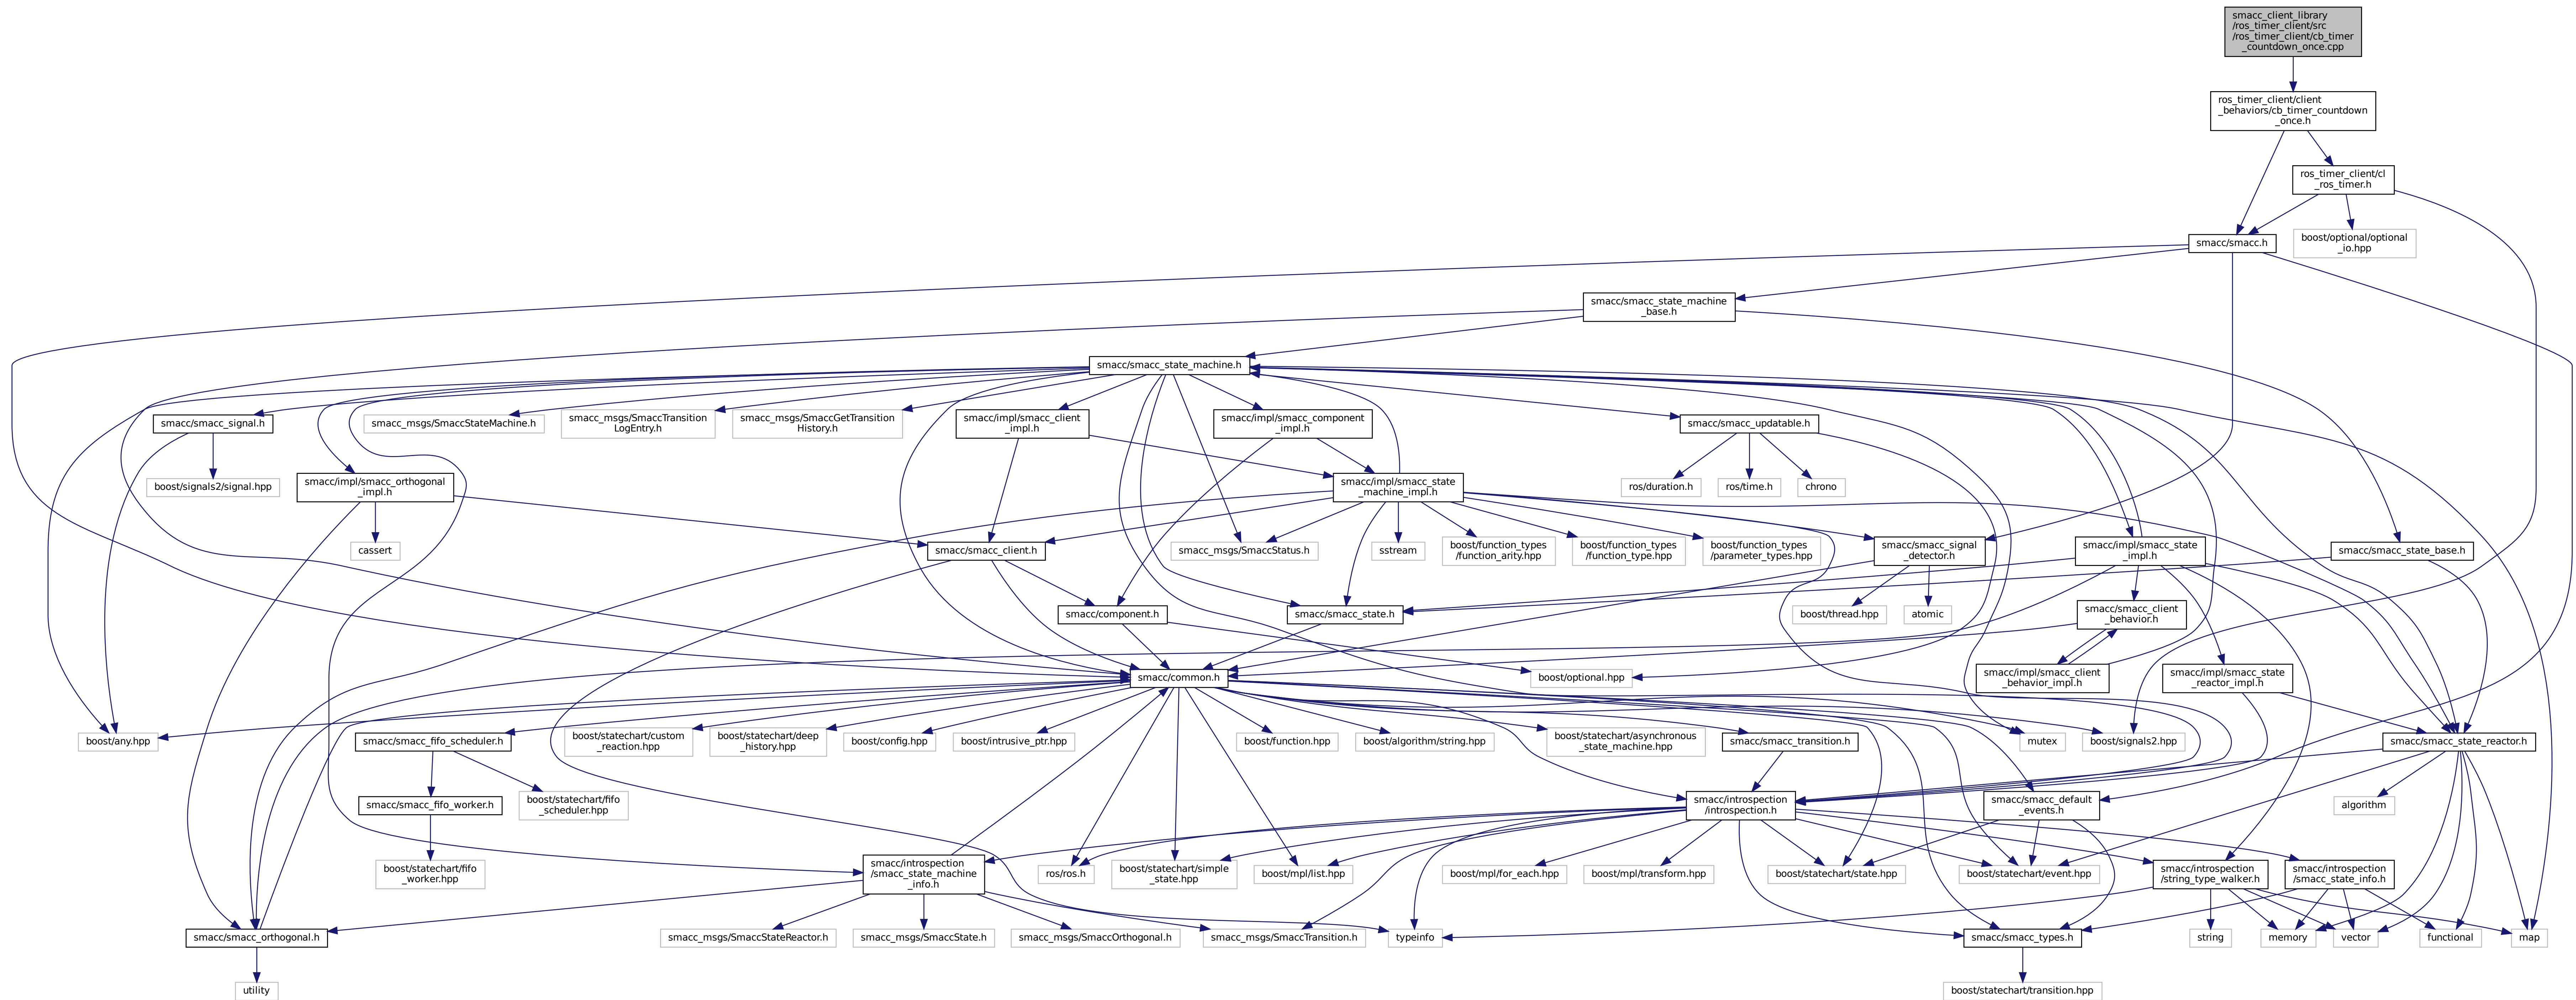 smacc_client_library
/ros_timer_client/src
/ros_timer_client/cb_timer
_countdown_once.cpp
ros_timer_client/client
_behaviors/cb_timer_countdown
_once.h
ros_timer_client/cl
_ros_timer.h
smacc/smacc.h
boost/optional/optional
_io.hpp
smacc/smacc_state_machine
_base.h
smacc/smacc_state_machine.h
smacc/smacc_signal.h
smacc_msgs/SmaccStateMachine.h
smacc_msgs/SmaccTransition
LogEntry.h
smacc_msgs/SmaccGetTransition
History.h
smacc/impl/smacc_client
_impl.h
smacc/impl/smacc_component
_impl.h
smacc/smacc_updatable.h
boost/signals2/signal.hpp
smacc/impl/smacc_orthogonal
_impl.h
smacc/impl/smacc_state
_machine_impl.h
ros/duration.h
ros/time.h
chrono
cassert
smacc/smacc_client.h
smacc_msgs/SmaccStatus.h
sstream
boost/function_types
/function_arity.hpp
boost/function_types
/function_type.hpp
boost/function_types
/parameter_types.hpp
smacc/smacc_signal
_detector.h
smacc/impl/smacc_state
_impl.h
smacc/smacc_state_base.h
smacc/component.h
smacc/smacc_state.h
boost/thread.hpp
atomic
smacc/smacc_client
_behavior.h
smacc/common.h
boost/optional.hpp
smacc/impl/smacc_client
_behavior_impl.h
smacc/impl/smacc_state
_reactor_impl.h
boost/any.hpp
smacc/smacc_fifo_scheduler.h
boost/statechart/custom
_reaction.hpp
boost/statechart/deep
_history.hpp
boost/config.hpp
boost/intrusive_ptr.hpp
boost/function.hpp
boost/algorithm/string.hpp
boost/statechart/asynchronous
_state_machine.hpp
smacc/smacc_transition.h
mutex
boost/signals2.hpp
smacc/smacc_state_reactor.h
smacc/smacc_fifo_worker.h
boost/statechart/fifo
_scheduler.hpp
smacc/introspection
/introspection.h
smacc/smacc_default
_events.h
algorithm
boost/statechart/fifo
_worker.hpp
smacc/introspection
/smacc_state_machine
_info.h
ros/ros.h
boost/statechart/simple
_state.hpp
boost/mpl/list.hpp
boost/mpl/for_each.hpp
boost/mpl/transform.hpp
boost/statechart/state.hpp
boost/statechart/event.hpp
smacc/introspection
/string_type_walker.h
smacc/introspection
/smacc_state_info.h
smacc/smacc_orthogonal.h
smacc_msgs/SmaccStateReactor.h
smacc_msgs/SmaccState.h
smacc_msgs/SmaccOrthogonal.h
smacc_msgs/SmaccTransition.h
typeinfo
smacc/smacc_types.h
string
memory
vector
functional
map
utility
boost/statechart/transition.hpp